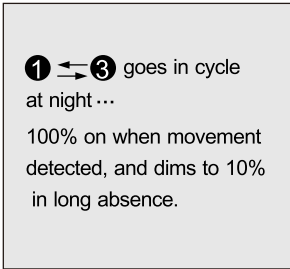 ❶ ⇌ ❸ goes in cycle
at night ···
100% on when movement
detected, and dims to 10%
in long absence.